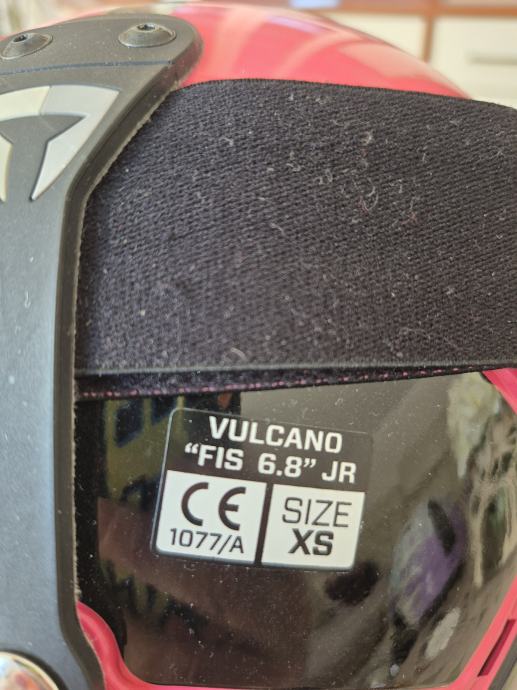 VULCANO
“FIS 6.8” JR
CE
1077/A
SIZE
XS